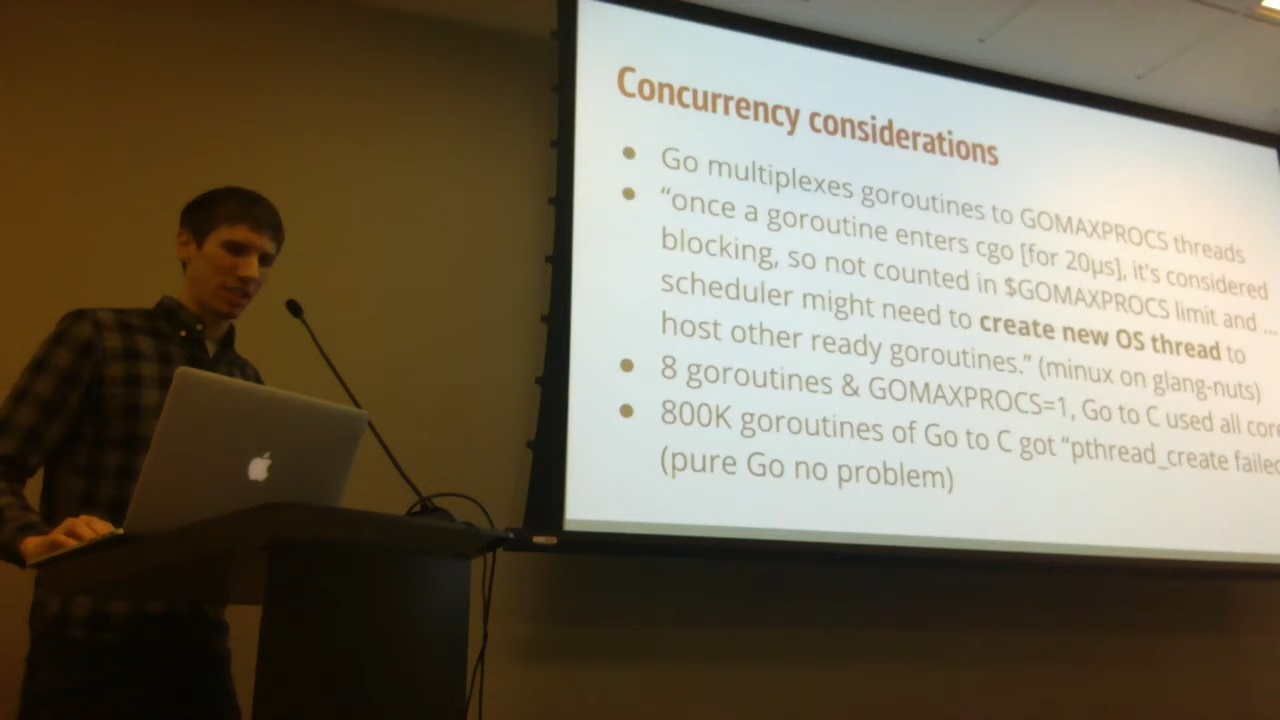 Concurrency considerations
● Go multiplexes goroutines to GOMAXPROCS threads
● “once a goroutine enters cgo [for 20µs], it's considered
blocking, so not counted in $GOMAXPROCS limit and ...
scheduler might need to create new OS thread to
host other ready goroutines.” (minux on glang-nuts)
● 8 goroutines & GOMAXPROCS=1, Go to C used all core
● 800K goroutines of Go to C got “pthread_create failed
(pure Go no problem)